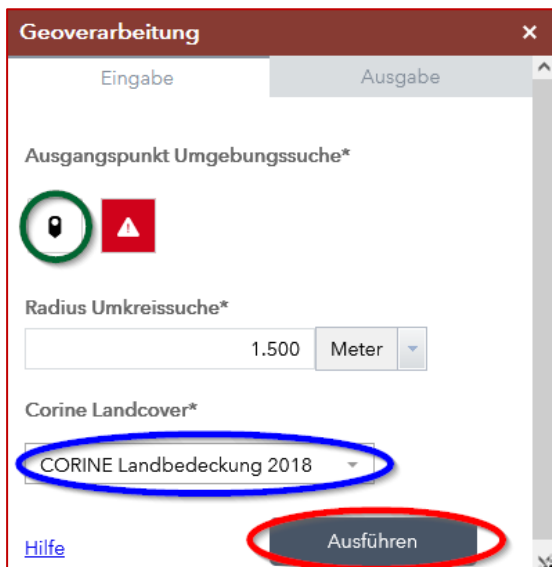 Geoverarbeitung
Eingabe Ausgabe
Ausgangspunkt Umgebungssuche*
Radius Umkreissuche*
1.500 Meter
Corine Landcover*
CORINE Landbedeckung 2018
Hilfe Ausführen